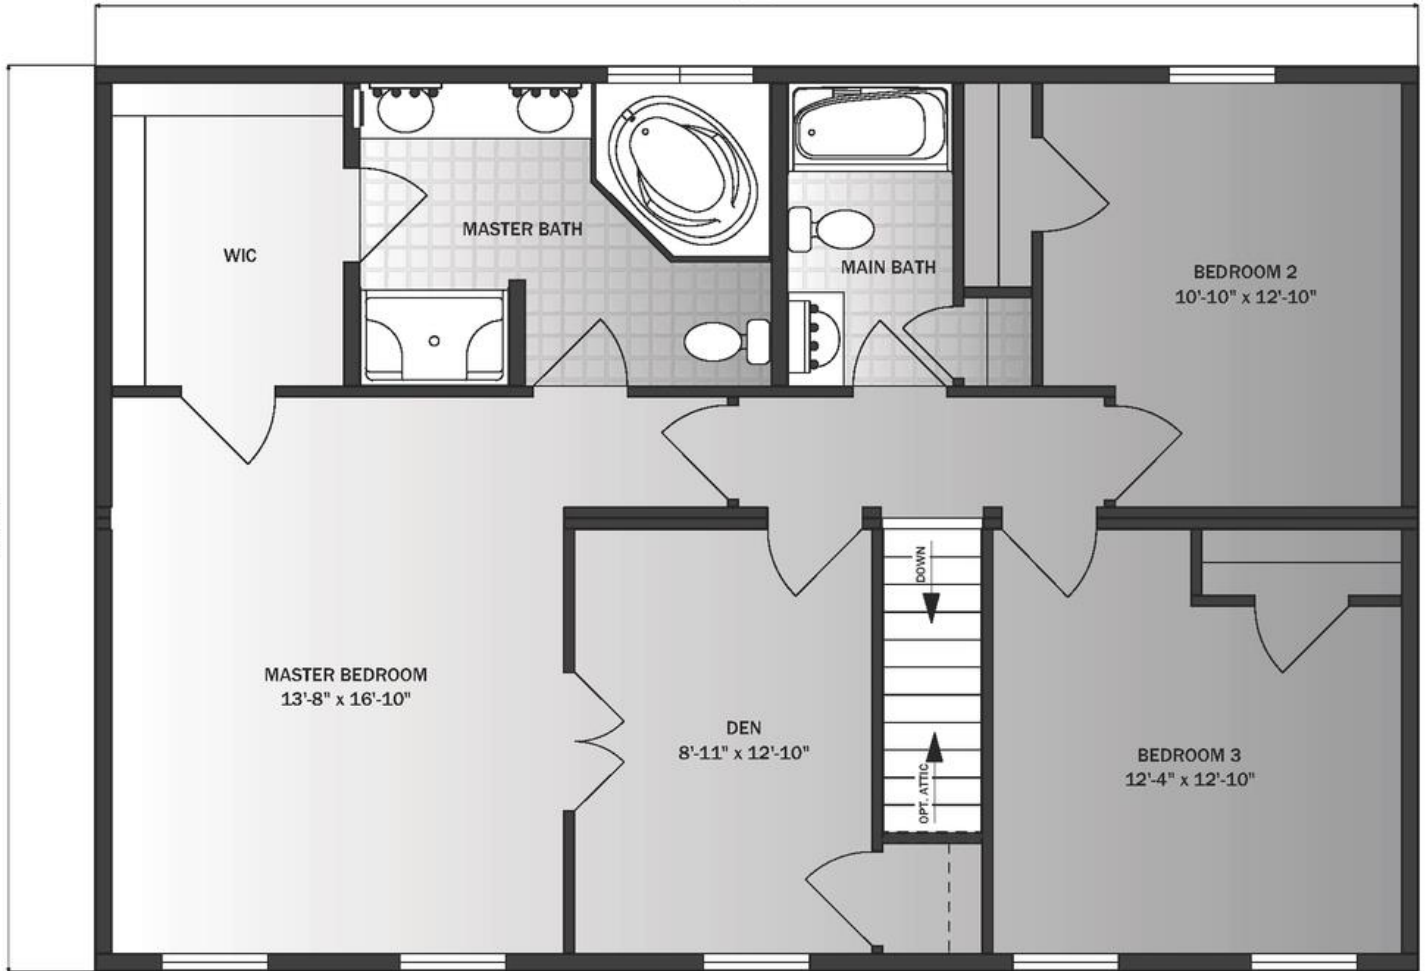 MASTER BATH
WIC
MAIN BATH
BEDROOM 2
10'-10" x 12'-10"
DOWN
MASTER BEDROOM
13'-8" x 16'-10"
DEN
8'-11" x 12'-10"
OPT. ATTIC
BEDROOM 3
12'-4" x 12'-10"